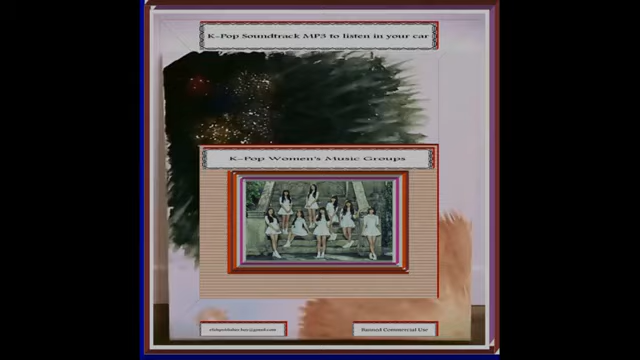 K-Pop Soundtrack MP3 to listen in your car
K-Pop Women's Music Groups
Banned Commercial Use